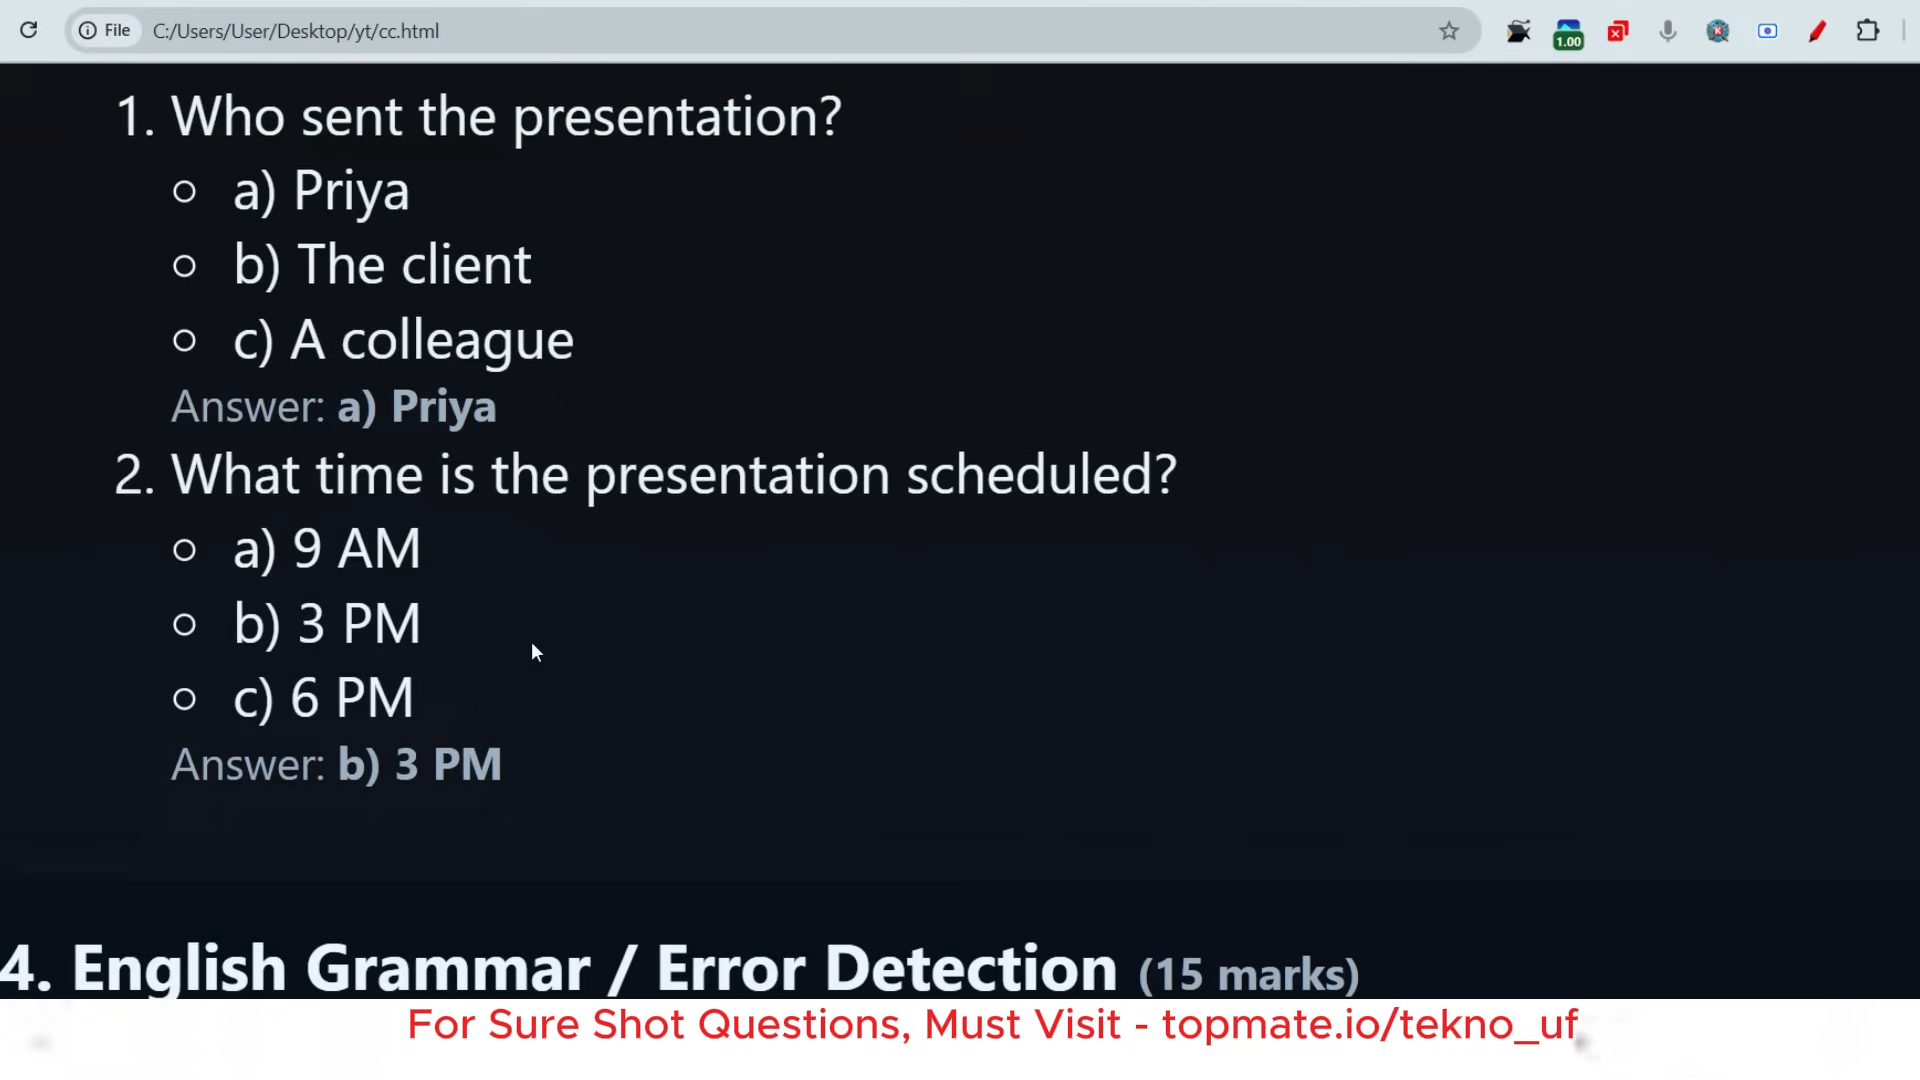 File C:/Users/User/Desktop/yt/cc.html
1.00
1. Who sent the presentation?
a) Priya
b) The client
c) A colleague
Answer: a) Priya
2. What time is the presentation scheduled?
a) 9 AM
b) 3 PM
c) 6 PM
Answer: b) 3 PM
4. English Grammar / Error Detection (15 marks)
For Sure Shot Questions, Must Visit - topmate.io/tekno_uf